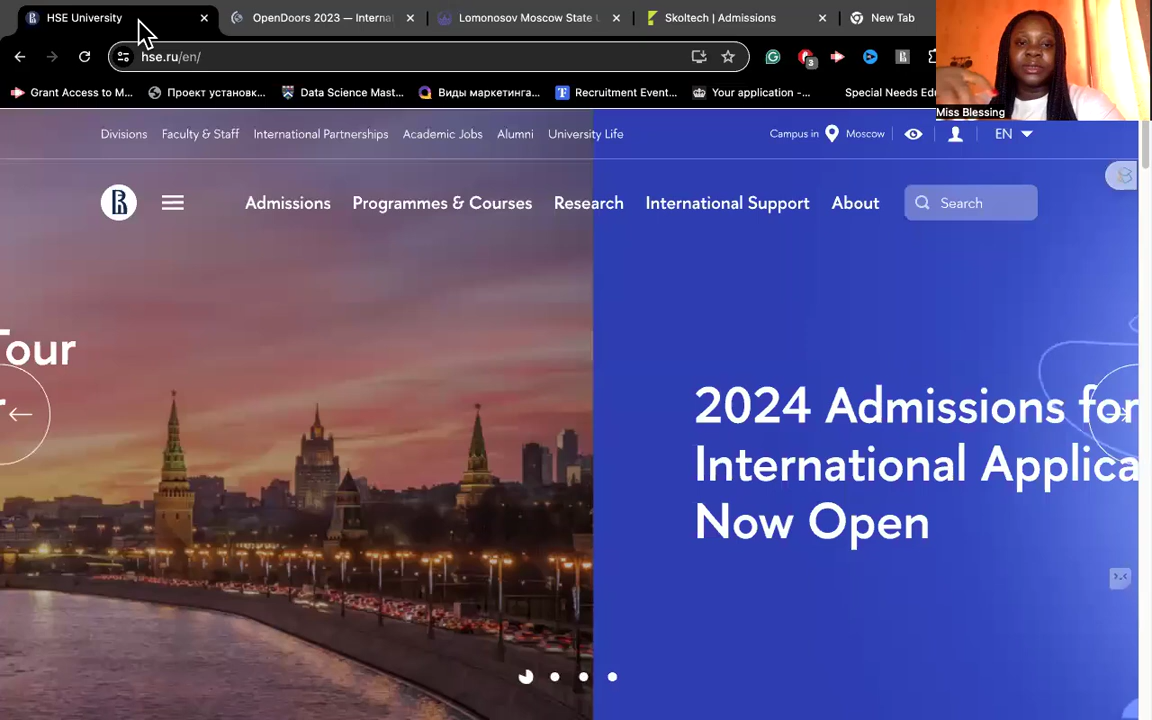 HSE University
OpenDoors 2023 — Interna
Lomonosov Moscow State U
Skoltech | Admissions
New Tab
hse.ru/en/
3
Grant Access to M...
Проект установк...
Data Science Mast...
Виды маркетинга...
Recruitment Event...
Your application -...
Special Needs Edu
Miss Blessing
Divisions
Faculty & Staff
International Partnerships
Academic Jobs
Alumni
University Life
Campus in
Moscow
EN
Admissions
Programmes & Courses
Research
International Support
About
Search
Tour
2024 Admissions for
International Applica
Now Open